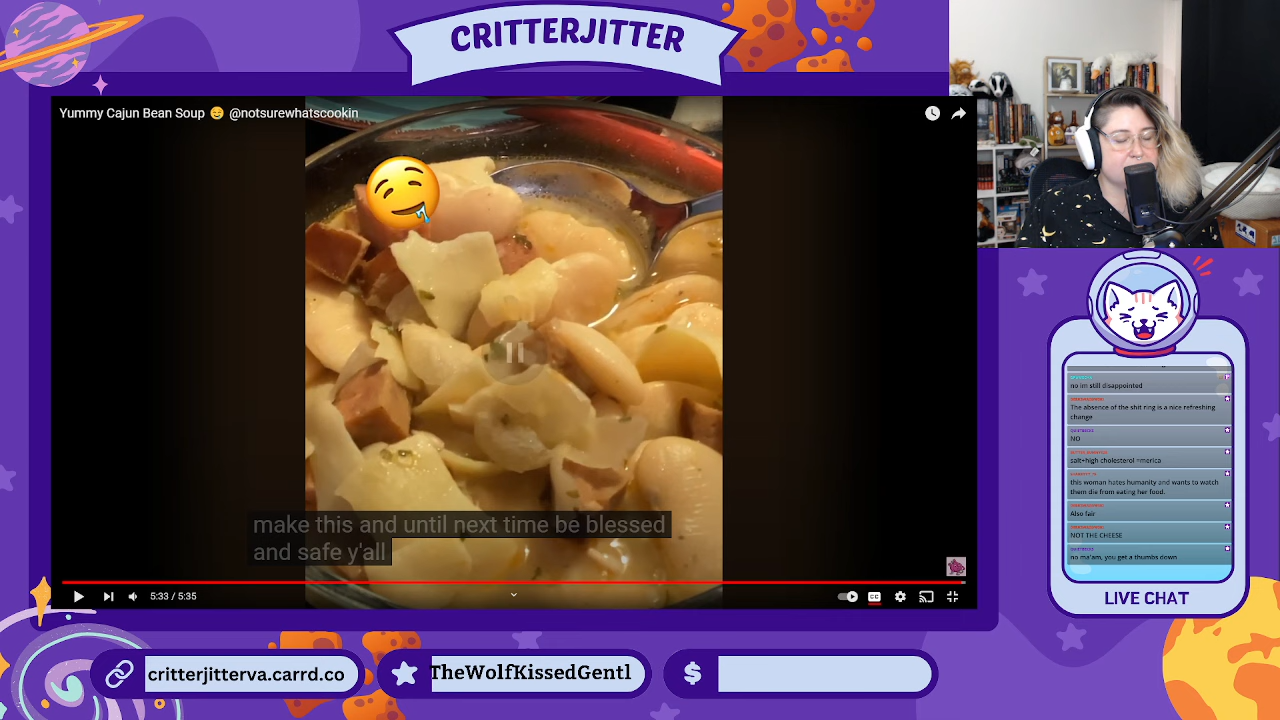 CRITTERJITTER
Yummy Cajun Bean Soup 😋 @notsurewhatscookin
make this and until next time be blessed
and safe y'all
5:33 / 5:35
CC
no im still disappointed
The absence of the shit ring is a nice refreshing
change
NO
salt+high cholesterol =merica
this woman hates humanity and wants to watch
them die from eating her food.
Also fair
NOT THE CHEESE
no ma'am, you get a thumbs down
LIVE CHAT
critterjitterva.carrd.co
TheWolfKissedGentl
$